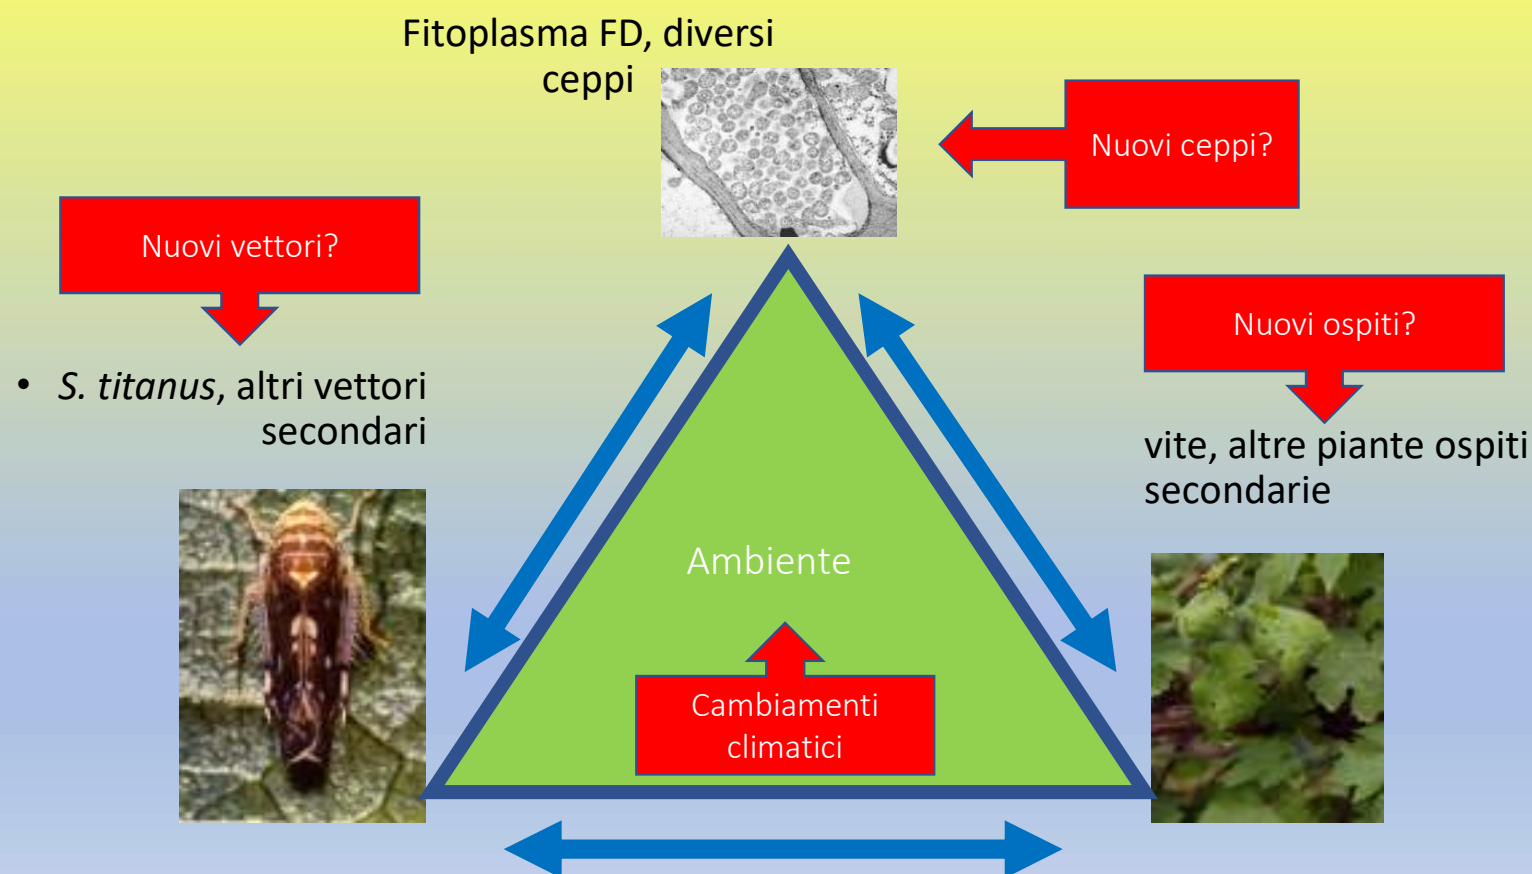 Fitoplasma FD, diversi
ceppi
Nuovi ceppi?
Nuovi vettori?
Nuovi ospiti?
• S. titanus, altri vettori
secondari
vite, altre piante ospiti
secondarie
Ambiente
Cambiamenti
climatici